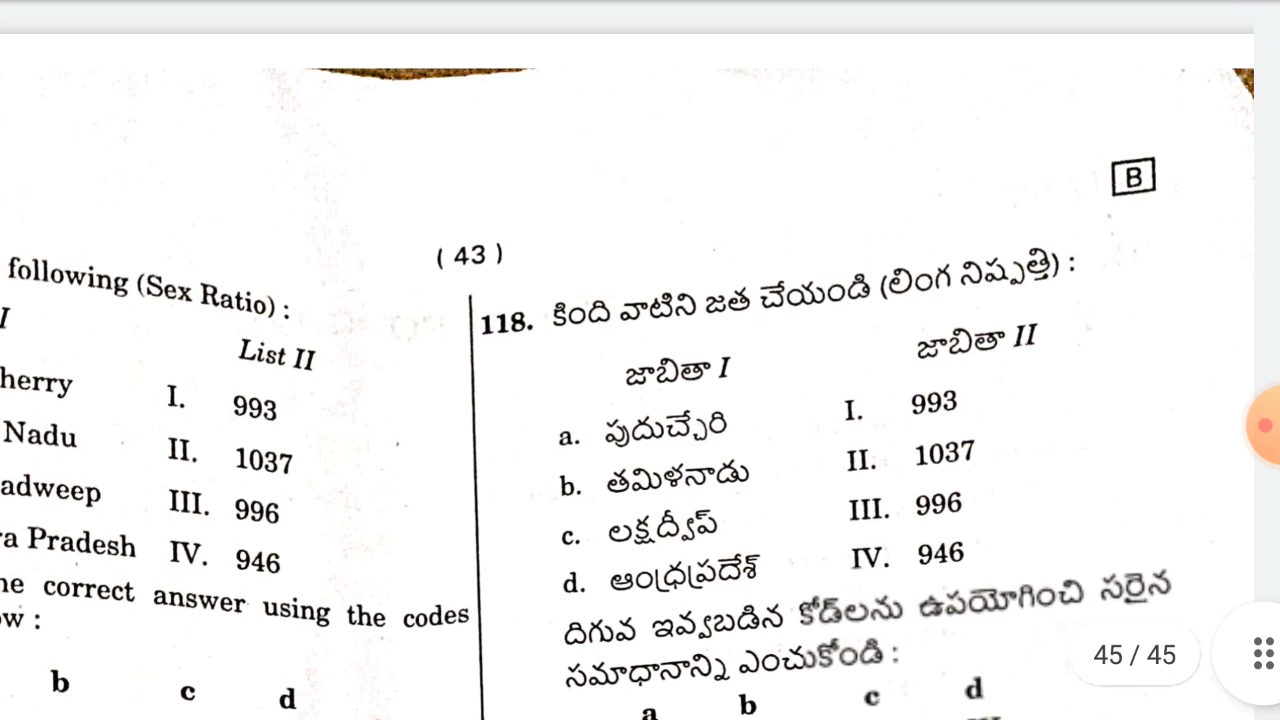 B
( 43 )
following (Sex Ratio) :
I
List II
herry I. 993
Nadu II. 1037
adweep III. 996
a Pradesh IV. 946
he correct answer using the codes
w :
b c d
118. కింది వాటిని జత చేయండి (లింగ నిష్పత్తి) :
జాబితా I జాబితా II
a. పుదుచ్చేరి I. 993
b. తమిళనాడు II. 1037
c. లక్షద్వీప్ III. 996
d. ఆంధ్రప్రదేశ్ IV. 946
దిగువ ఇవ్వబడిన కోడ్‌లను ఉపయోగించి సరైన
సమాధానాన్ని ఎంచుకోండి :
a b c d
45 / 45